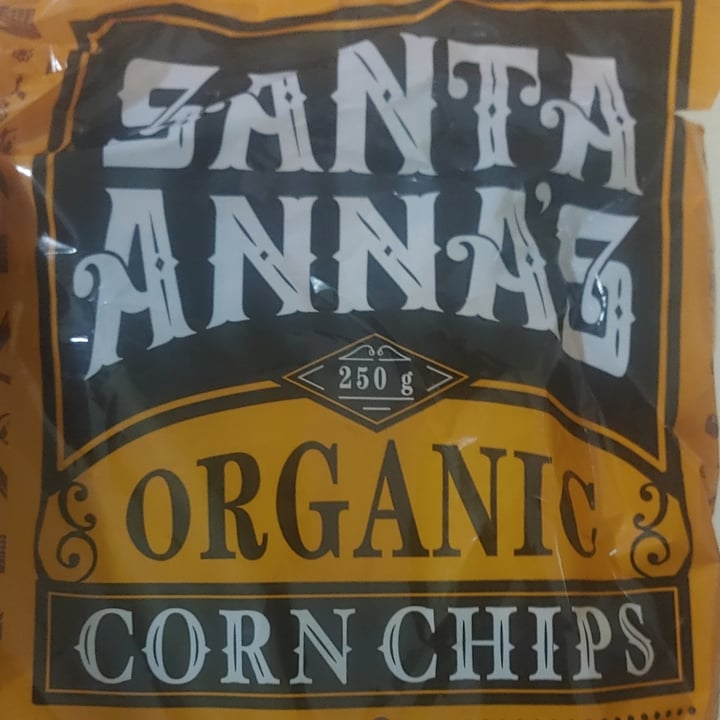 SANTA
ANNA'S
250 g
ORGANIC
CORN CHIPS